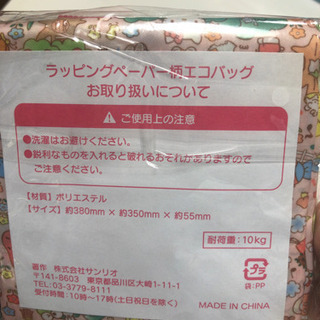 ラッピングペーパー柄エコバッグ
お取り扱いについて
⚠ ご使用上の注意
●洗濯はお避けください。
●鋭利なものを入れると破れるおそれがありますので
ご注意ください。
【材質】ポリエステル
【サイズ】約380mm × 約350mm × 約55mm
耐荷重:10kg
著作 株式会社サンリオ
〒141-8603 東京都品川区大崎1-11-1
TEL:03-3779-8111
受付時間:10時〜17時(土日祝日を除く)
プラ
袋:PP
MADE IN CHINA